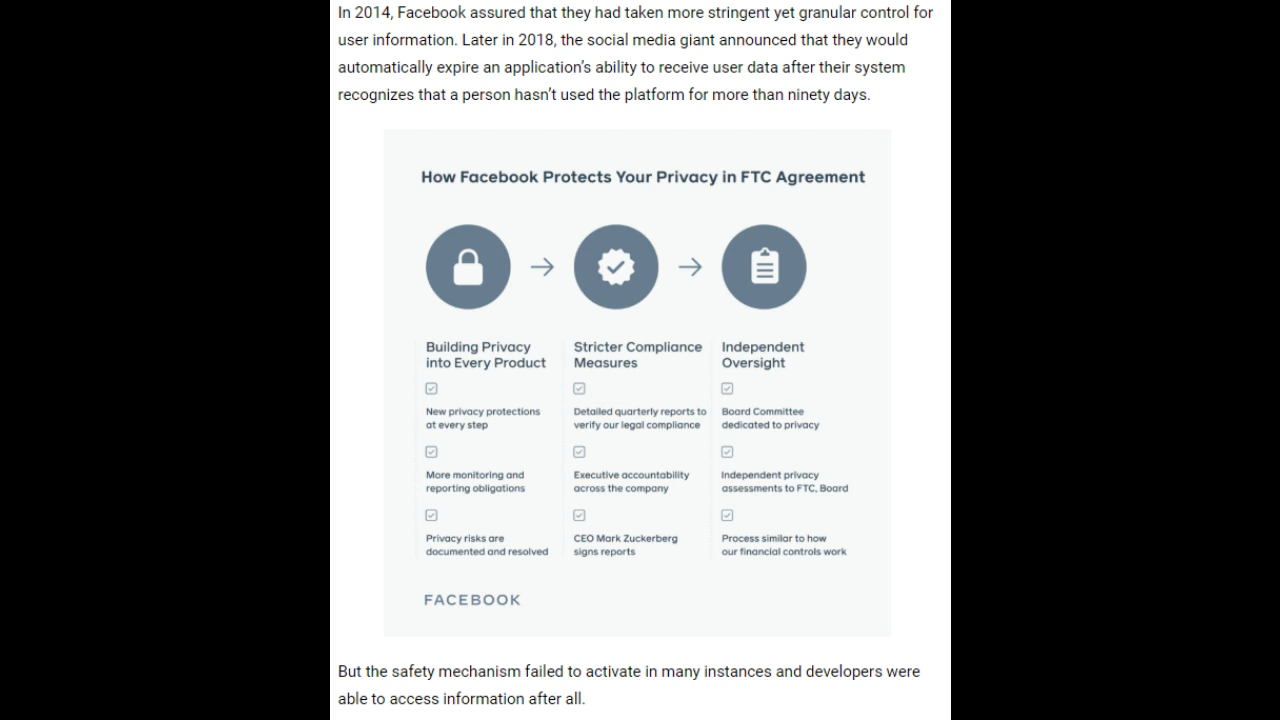 In 2014, Facebook assured that they had taken more stringent yet granular control for
user information. Later in 2018, the social media giant announced that they would
automatically expire an application's ability to receive user data after their system
recognizes that a person hasn't used the platform for more than ninety days.
How Facebook Protects Your Privacy in FTC Agreement
Building Privacy
into Every Product
New privacy protections
at every step
More monitoring and
reporting obligations
Privacy risks are
documented and resolved
Stricter Compliance
Measures
Detailed quarterly reports to
verify our legal compliance
Executive accountability
across the company
CEO Mark Zuckerberg
signs reports
Independent
Oversight
Board Committee
dedicated to privacy
Independent privacy
assessments to FTC, Board
Process similar to how
our financial controls work
FACEBOOK
But the safety mechanism failed to activate in many instances and developers were
able to access information after all.